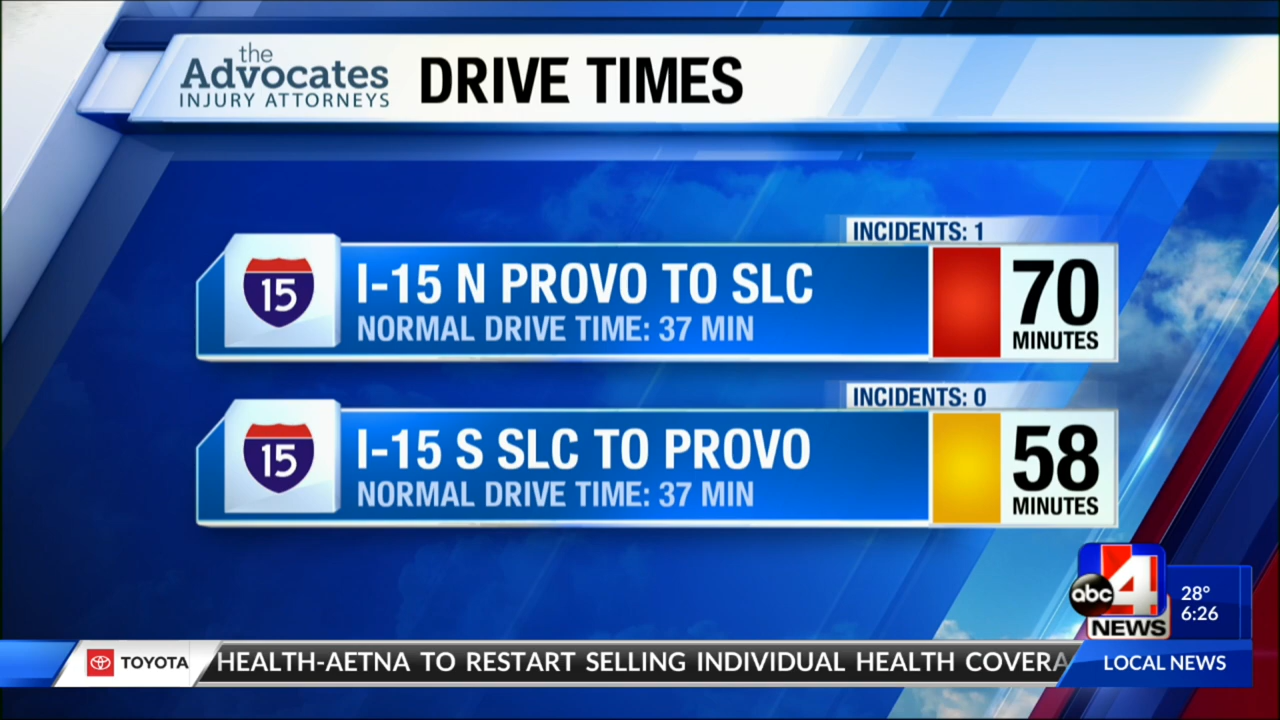 the
Advocates
INJURY ATTORNEYS
DRIVE TIMES
INCIDENTS: 1
15
I-15 N PROVO TO SLC
NORMAL DRIVE TIME: 37 MIN
70
MINUTES
INCIDENTS: 0
15
I-15 S SLC TO PROVO
NORMAL DRIVE TIME: 37 MIN
58
MINUTES
abc
4
NEWS
28°
6:26
TOYOTA
HEALTH-AETNA TO RESTART SELLING INDIVIDUAL HEALTH COVERA
LOCAL NEWS